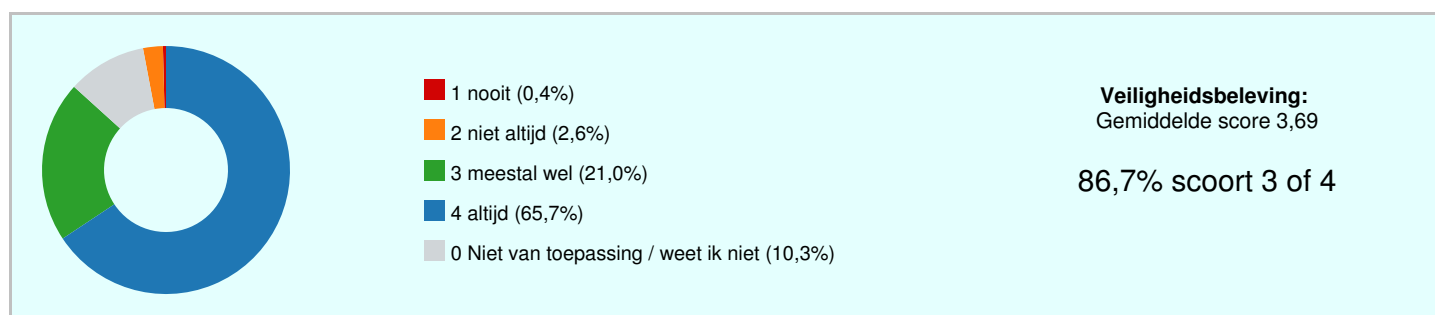 1 nooit (0,4%)
2 niet altijd (2,6%)
3 meestal wel (21,0%)
4 altijd (65,7%)
0 Niet van toepassing / weet ik niet (10,3%)
Veiligheidsbeleving:
Gemiddelde score 3,69
86,7% scoort 3 of 4